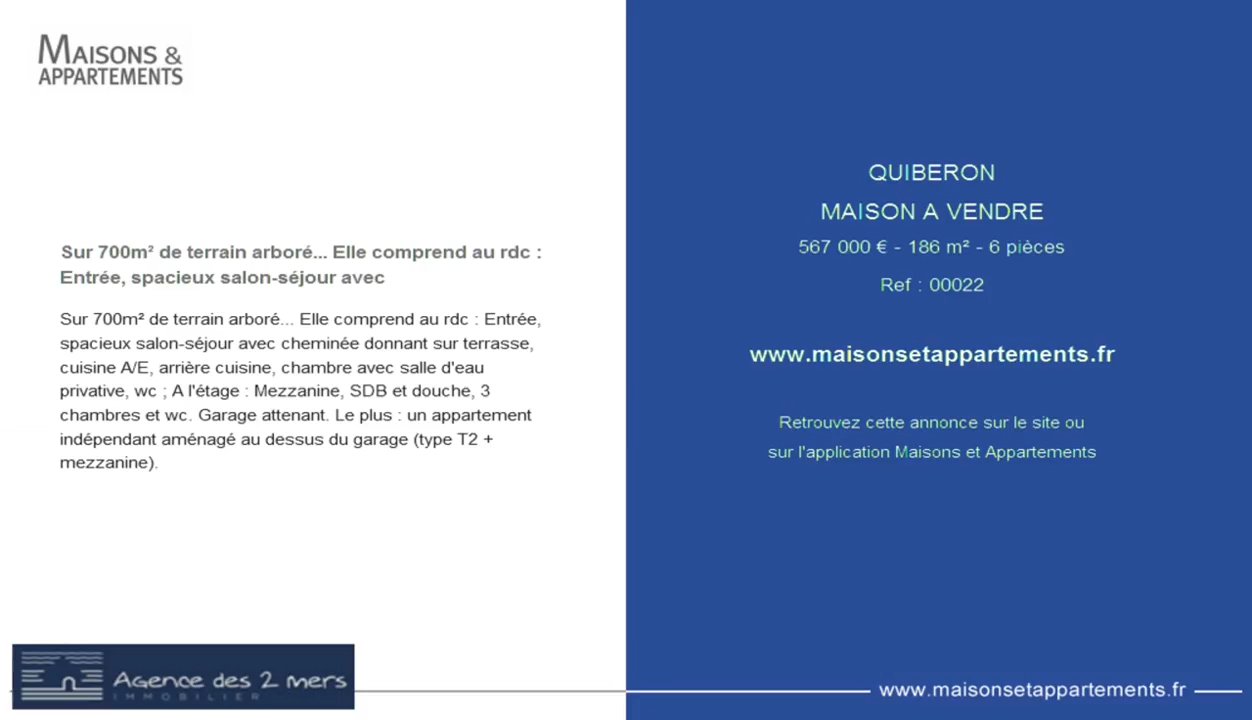 MAISONS &
APPARTEMENTS
Sur 700m² de terrain arboré... Elle comprend au rdc :
Entrée, spacieux salon-séjour avec
Sur 700m² de terrain arboré... Elle comprend au rdc : Entrée,
spacieux salon-séjour avec cheminée donnant sur terrasse,
cuisine A/E, arrière cuisine, chambre avec salle d'eau
privative, wc ; A l'étage : Mezzanine, SDB et douche, 3
chambres et wc. Garage attenant. Le plus : un appartement
indépendant aménagé au dessus du garage (type T2 +
mezzanine).
Agence des 2 mers
IMMOBILIER
QUIBERON
MAISON A VENDRE
567 000 € - 186 m² - 6 pièces
Ref : 00022
www.maisonsetappartements.fr
Retrouvez cette annonce sur le site ou
sur l'application Maisons et Appartements
www.maisonsetappartements.fr